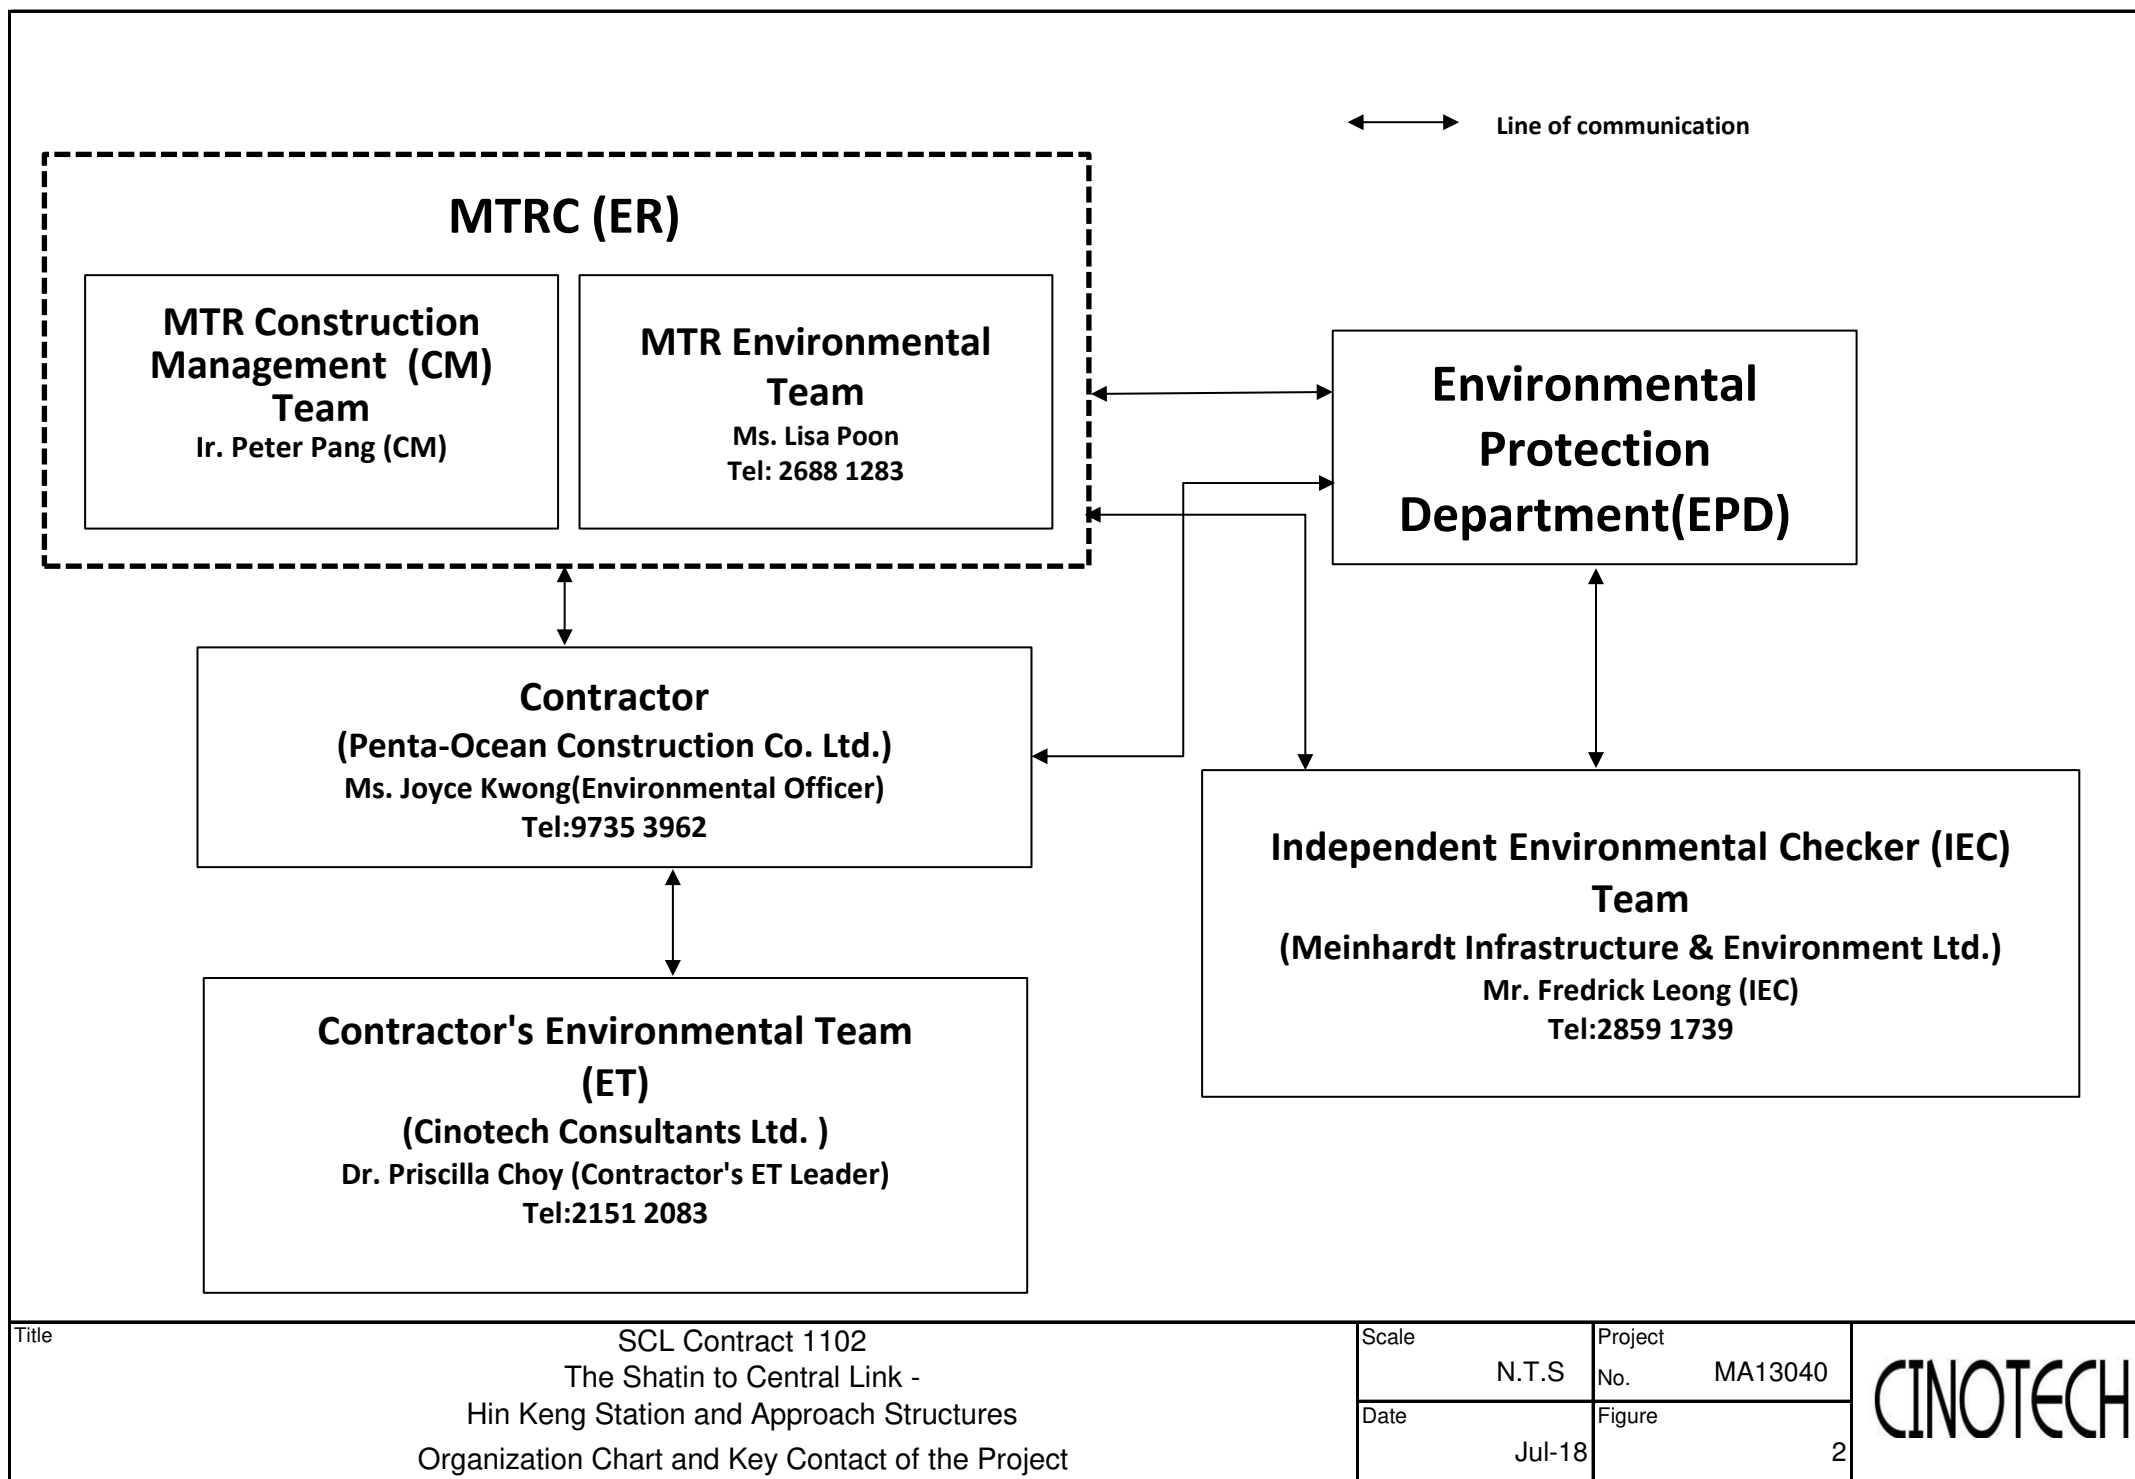 Line of communication
MTRC (ER)
MTR Construction
Management  (CM)
Team
Ir. Peter Pang (CM)
MTR Environmental
Team
Ms. Lisa Poon
Tel: 2688 1283
Environmental
Protection
Department(EPD)
Contractor
(Penta-Ocean Construction Co. Ltd.)
Ms. Joyce Kwong(Environmental Officer)
Tel:9735 3962
Independent Environmental Checker (IEC)
Team
(Meinhardt Infrastructure & Environment Ltd.)
Mr. Fredrick Leong (IEC)
Tel:2859 1739
Contractor's Environmental Team
(ET)
(Cinotech Consultants Ltd. )
Dr. Priscilla Choy (Contractor's ET Leader)
Tel:2151 2083
Title
SCL Contract 1102
The Shatin to Central Link -
Hin Keng Station and Approach Structures
Organization Chart and Key Contact of the Project
Scale
N.T.S
Project
No. MA13040
Date
Jul-18
Figure
2
CINOTECH